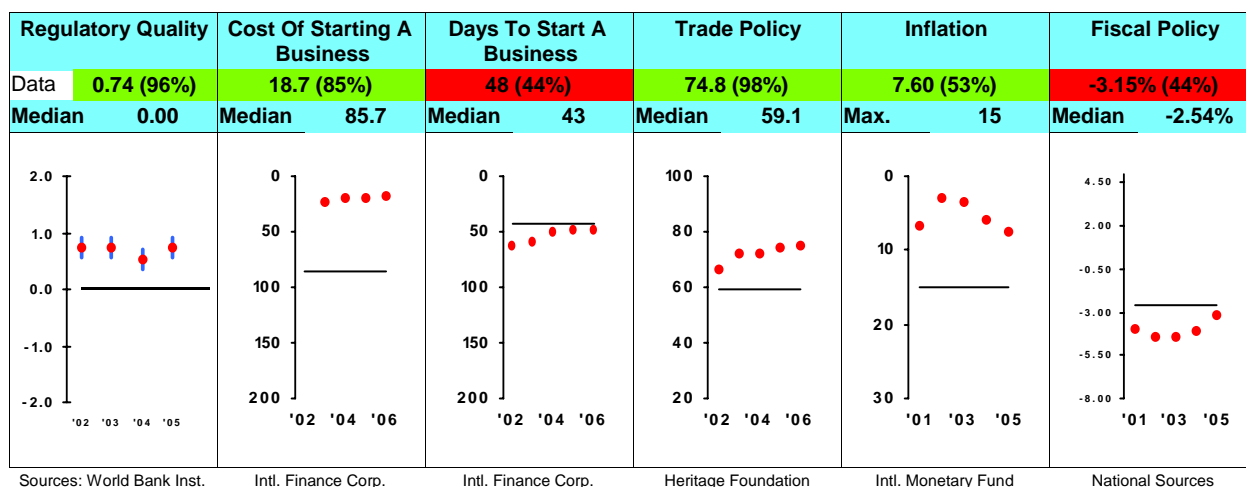 Regulatory Quality
Cost Of Starting A
Business
Days To Start A
Business
Trade Policy
Inflation
Fiscal Policy
Data 0.74 (96%)
18.7 (85%)
48 (44%)
74.8 (98%)
7.60 (53%)
-3.15% (44%)
Median 0.00
Median 85.7
Median 43
Median 59.1
Max. 15
Median -2.54%
2.0
1.0
0.0
-1.0
-2.0
'02 '03 '04 '05
0
50
100
150
200
'02 '04 '06
0
50
100
150
200
'02 '04 '06
100
80
60
40
20
'02 '04 '06
0
10
20
30
'01 '03 '05
4.50
2.00
-0.50
-3.00
-5.50
-8.00
'01 '03 '05
Sources: World Bank Inst.
Intl. Finance Corp.
Intl. Finance Corp.
Heritage Foundation
Intl. Monetary Fund
National Sources